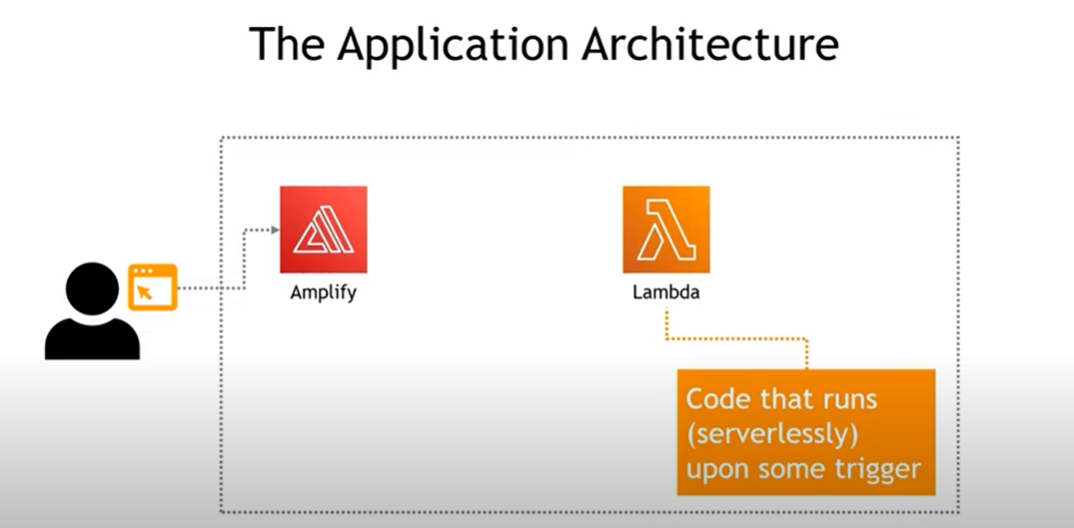 The Application Architecture
Amplify
Lambda
Code that runs
(serverlessly)
upon some trigger